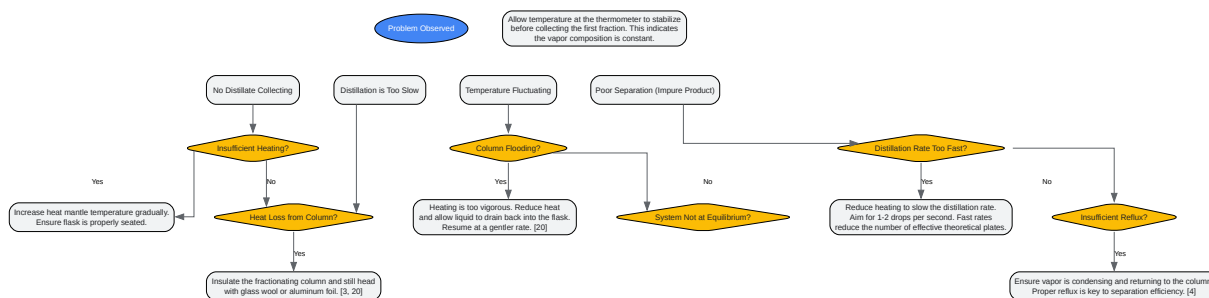 Problem Observed
Allow temperature at the thermometer to stabilize
before collecting the first fraction. This indicates
the vapor composition is constant.
No Distillate Collecting
Distillation is Too Slow
Temperature Fluctuating
Poor Separation (Impure Product)
Insufficient Heating?
Column Flooding?
Distillation Rate Too Fast?
Yes
No
Yes
No
Yes
No
Increase heat mantle temperature gradually.
Ensure flask is properly seated.
Heat Loss from Column?
Heating is too vigorous. Reduce heat
and allow liquid to drain back into the flask.
Resume at a gentler rate. [20]
System Not at Equilibrium?
Reduce heating to slow the distillation rate.
Aim for 1-2 drops per second. Fast rates
reduce the number of effective theoretical plates.
Insufficient Reflux?
Yes
Yes
Insulate the fractionating column and still head
with glass wool or aluminum foil. [3, 20]
Ensure vapor is condensing and returning to the colum
Proper reflux is key to separation efficiency. [4]